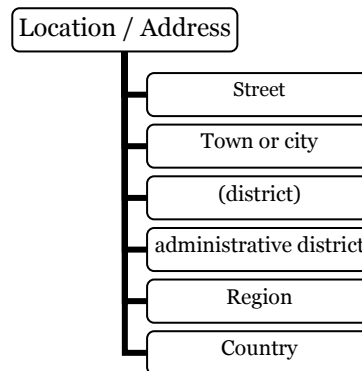 Location / Address
Street
Town or city
(district)
administrative district
Region
Country